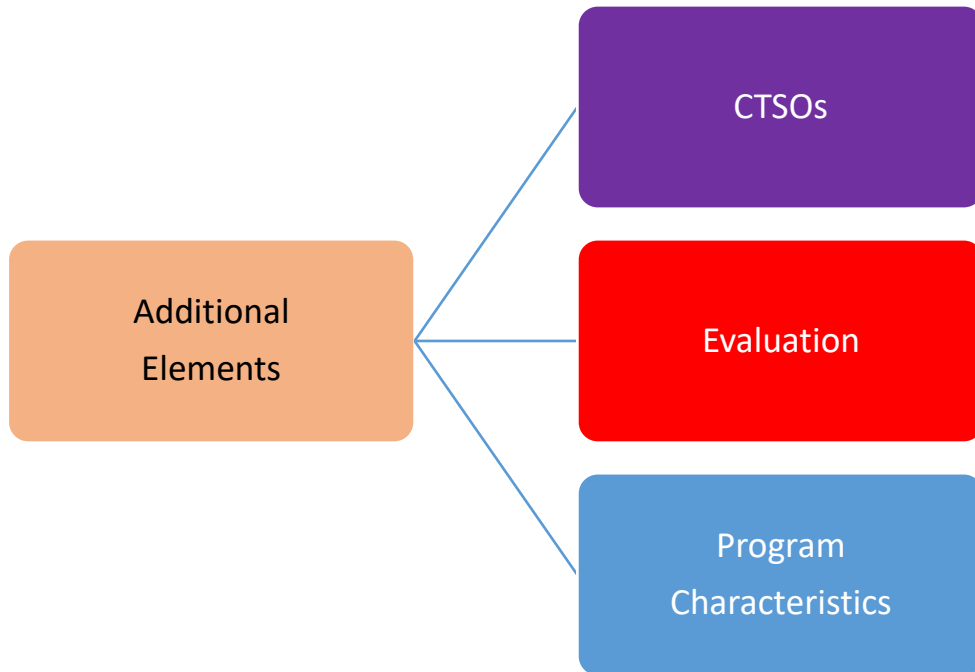 Additional
Elements
CTSOs
Evaluation
Program
Characteristics